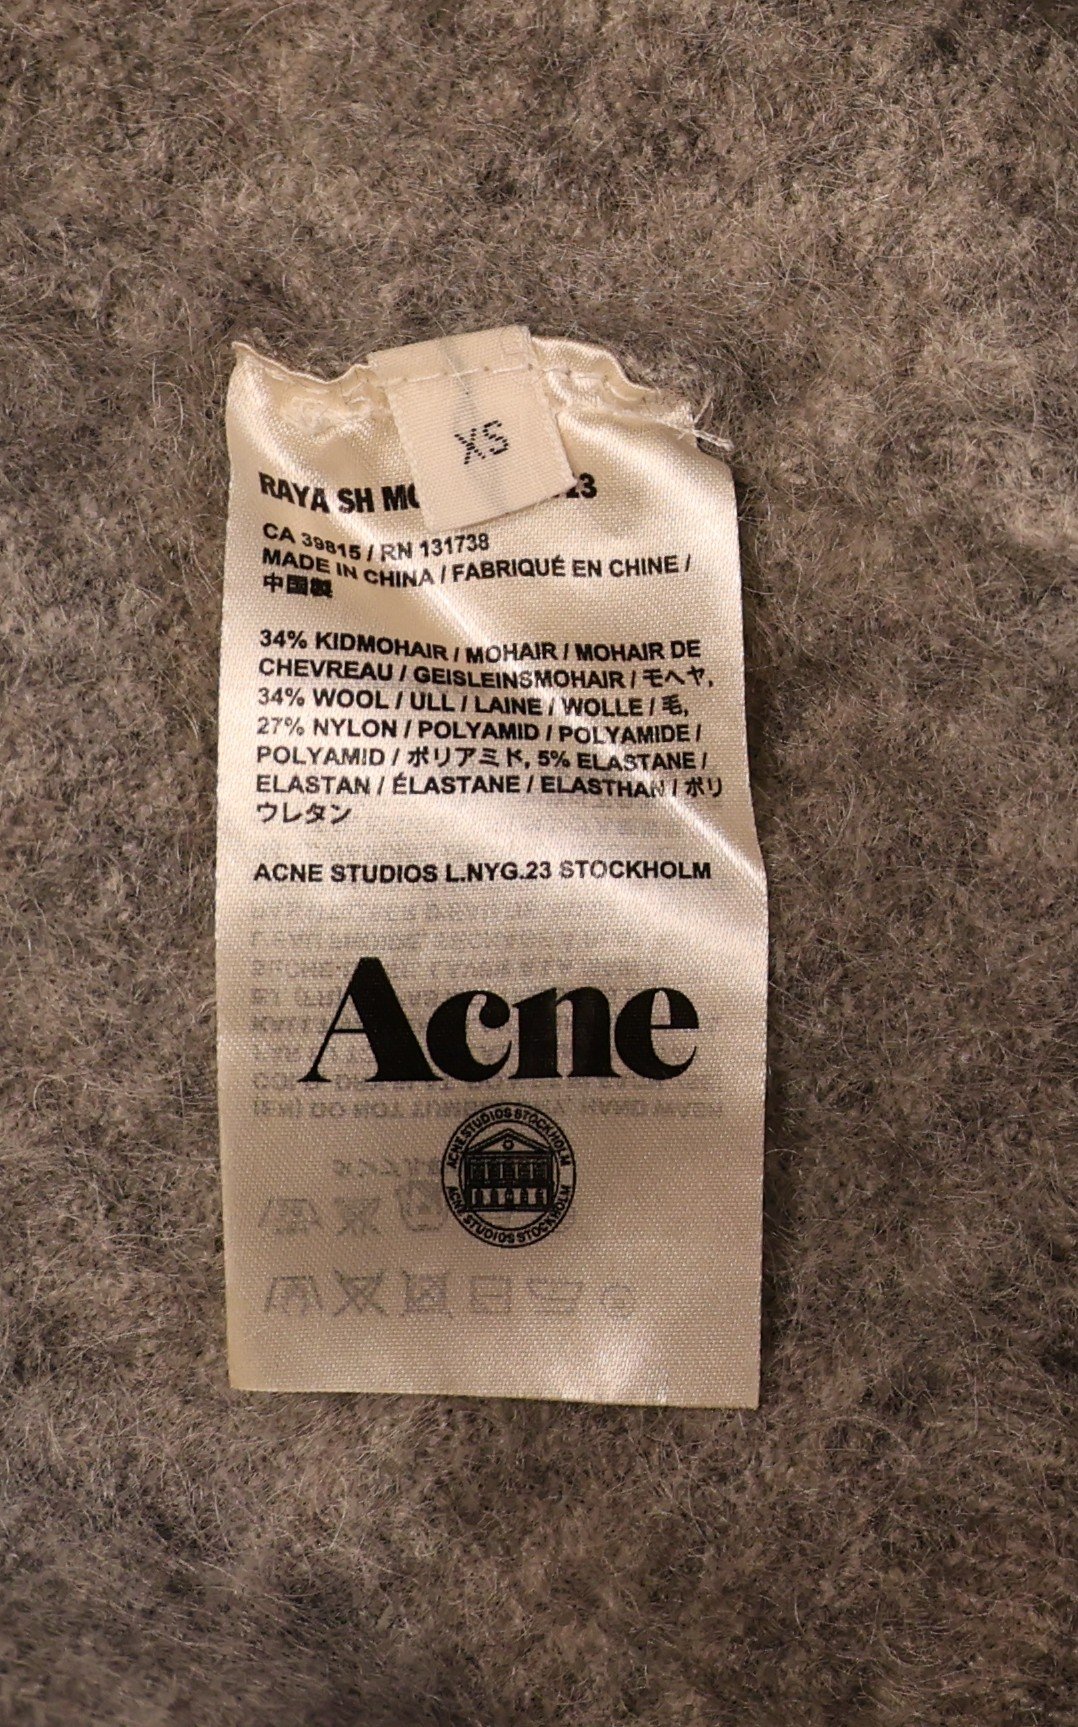 XS
RAYA SH
CA 39815 / RN 131738
MADE IN CHINA / FABRIQUÉ EN CHINE /
中国製
34% KIDMOHAIR / MOHAIR / MOHAIR DE
CHEVREAU / GEISLEINSMOHAIR / モヘヤ,
34% WOOL / ULL / LAINE / WOLLE / 毛,
27% NYLON / POLYAMID / POLYAMIDE /
POLYAMID / ポリアミド, 5% ELASTANE /
ELASTAN / ÉLASTANE / ELASTHAN / ポリ
ウレタン
ACNE STUDIOS L.NYG.23 STOCKHOLM
Acne
ACNE STUDIOS STOCKHOLM
ACNE STUDIOS STOCKHOLM